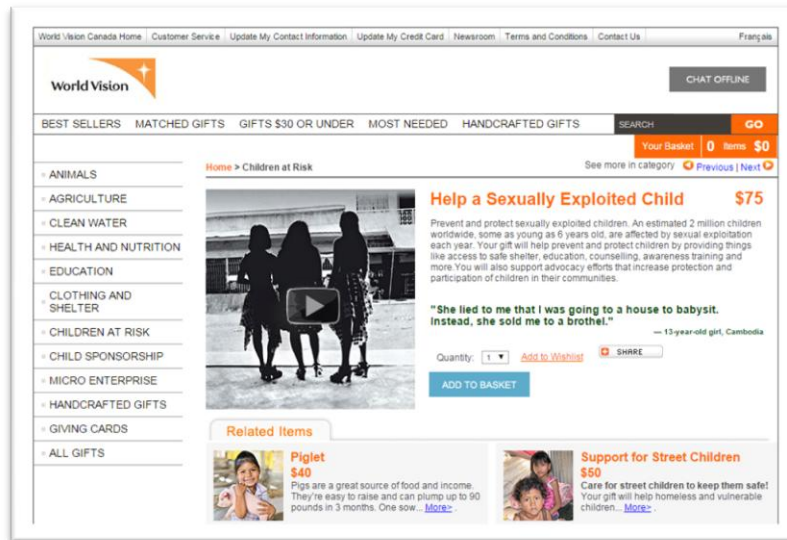 World Vision Canada Home Customer Service Update My Contact Information Update My Credit Card Newsroom Terms and Conditions Contact Us Français
World Vision
CHAT OFFLINE
BEST SELLERS MATCHED GIFTS GIFTS $30 OR UNDER MOST NEEDED HANDCRAFTED GIFTS SEARCH GO
Your Basket 0 Items $0
Home > Children at Risk See more in category Previous | Next
ANIMALS
AGRICULTURE
CLEAN WATER
HEALTH AND NUTRITION
EDUCATION
CLOTHING AND
SHELTER
CHILDREN AT RISK
CHILD SPONSORSHIP
MICRO ENTERPRISE
HANDCRAFTED GIFTS
GIVING CARDS
ALL GIFTS
Help a Sexually Exploited Child $75
Prevent and protect sexually exploited children. An estimated 2 million children
worldwide, some as young as 6 years old, are affected by sexual exploitation
each year. Your gift will help prevent and protect children by providing things
like access to safe shelter, education, counselling, awareness training and
more.You will also support advocacy efforts that increase protection and
participation of children in their communities.
"She lied to me that I was going to a house to babysit.
Instead, she sold me to a brothel."
— 13-year-old girl, Cambodia
Quantity: 1 Add to Wishlist SHARE
ADD TO BASKET
Related Items
Piglet
$40
Pigs are a great source of food and income.
They're easy to raise and can plump up to 90
pounds in 3 months. One sow... More> .
Support for Street Children
$50
Care for street children to keep them safe!
Your gift will help homeless and vulnerable
children... More> .